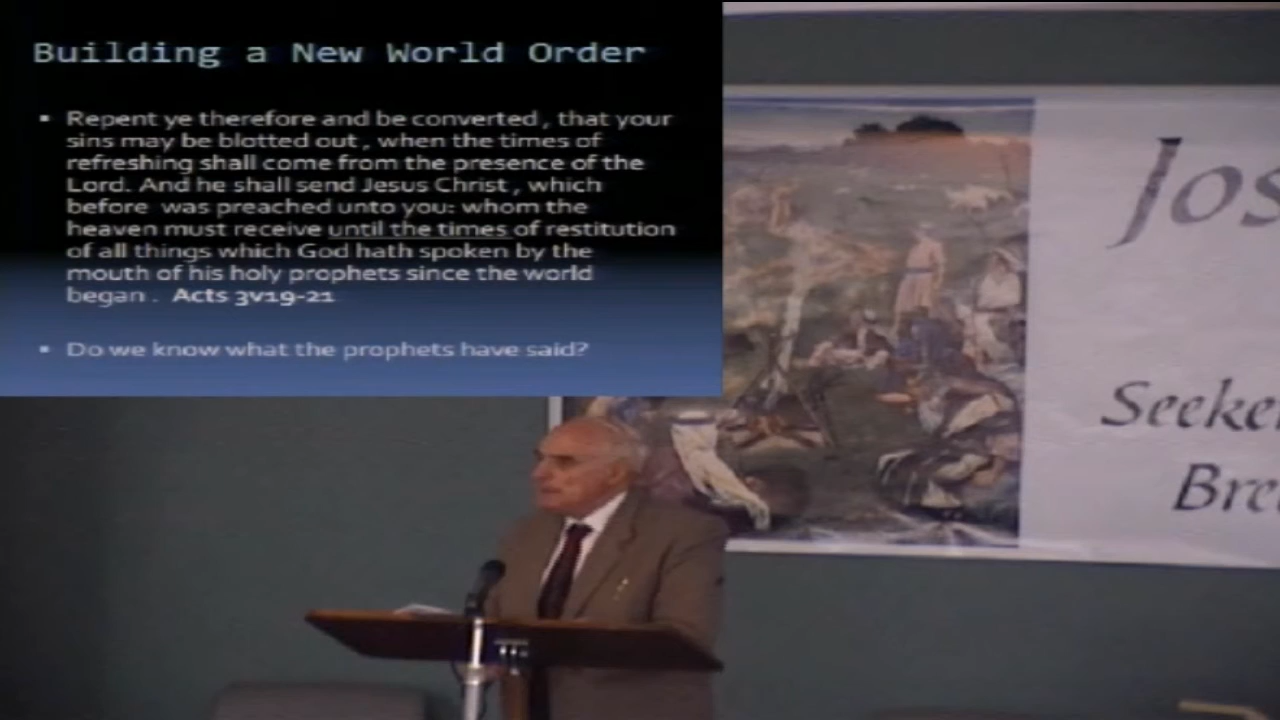 Building a New World Order
▪ Repent ye therefore and be converted , that your
sins may be blotted out , when the times of
refreshing shall come from the presence of the
Lord. And he shall send Jesus Christ , which
before was preached unto you: whom the
heaven must receive until the times of restitution
of all things which God hath spoken by the
mouth of his holy prophets since the world
began . Acts 3v19-21
▪ Do we know what the prophets have said?
Jos
Seeke
Bre